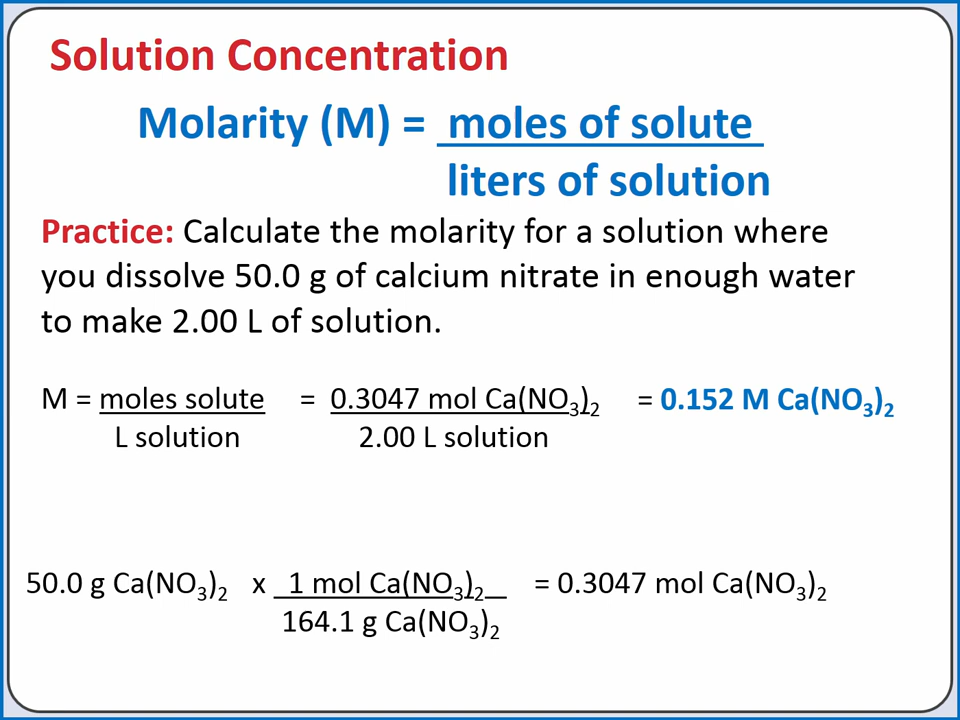 Solution Concentration
Molarity (M) = moles of solute
liters of solution
Practice: Calculate the molarity for a solution where
you dissolve 50.0 g of calcium nitrate in enough water
to make 2.00 L of solution.
M = moles solute = 0.3047 mol Ca(NO₃)₂ = 0.152 M Ca(NO₃)₂
L solution 2.00 L solution
50.0 g Ca(NO₃)₂ x 1 mol Ca(NO₃)₂ = 0.3047 mol Ca(NO₃)₂
164.1 g Ca(NO₃)₂